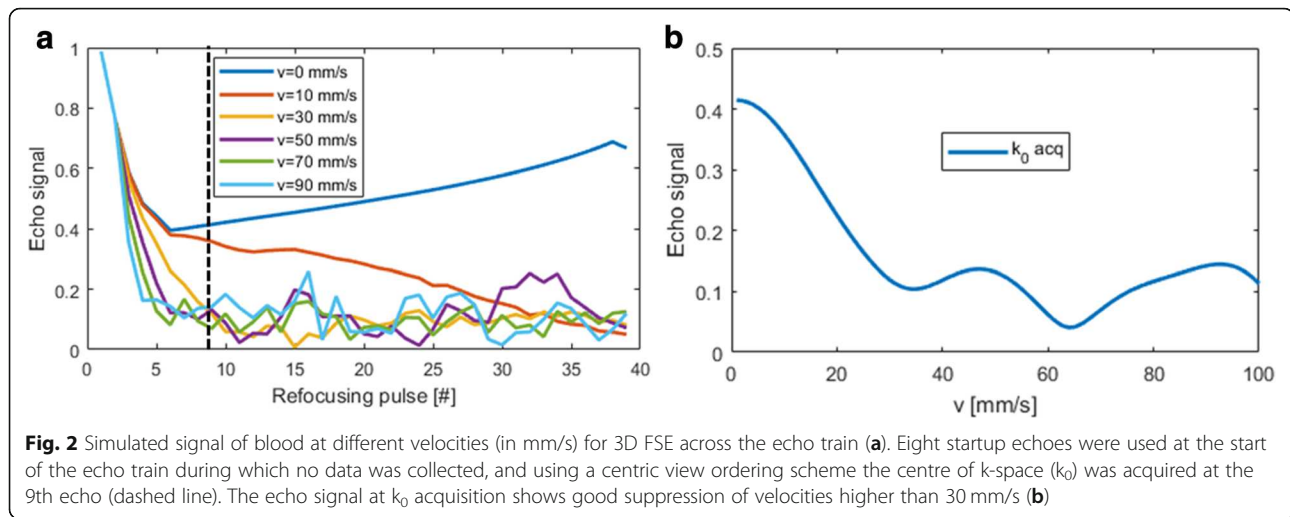 a
1
0.8
0.6
0.4
0.2
0
Echo signal
0 5 10 15 20 25 30 35 40
Refocusing pulse [#]
v=0 mm/s
v=10 mm/s
v=30 mm/s
v=50 mm/s
v=70 mm/s
v=90 mm/s
b
0.5
0.4
0.3
0.2
0.1
0
Echo signal
0 20 40 60 80 100
v [mm/s]
k₀ acq
Fig. 2 Simulated signal of blood at different velocities (in mm/s) for 3D FSE across the echo train (a). Eight startup echoes were used at the start
of the echo train during which no data was collected, and using a centric view ordering scheme the centre of k-space (k₀) was acquired at the
9th echo (dashed line). The echo signal at k₀ acquisition shows good suppression of velocities higher than 30 mm/s (b)